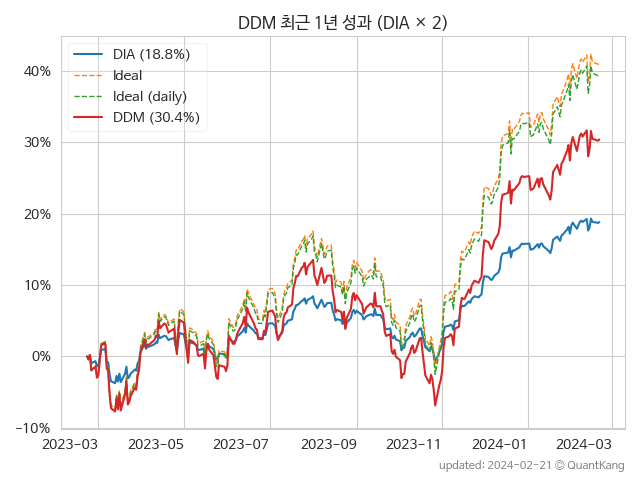 DDM 최근 1년 성과 (DIA × 2)
DIA (18.8%)
Ideal
Ideal (daily)
DDM (30.4%)
40%
30%
20%
10%
0%
−10%
2023-03 2023-05 2023-07 2023-09 2023-11 2024-01 2024-03
updated: 2024-02-21 © QuantKang